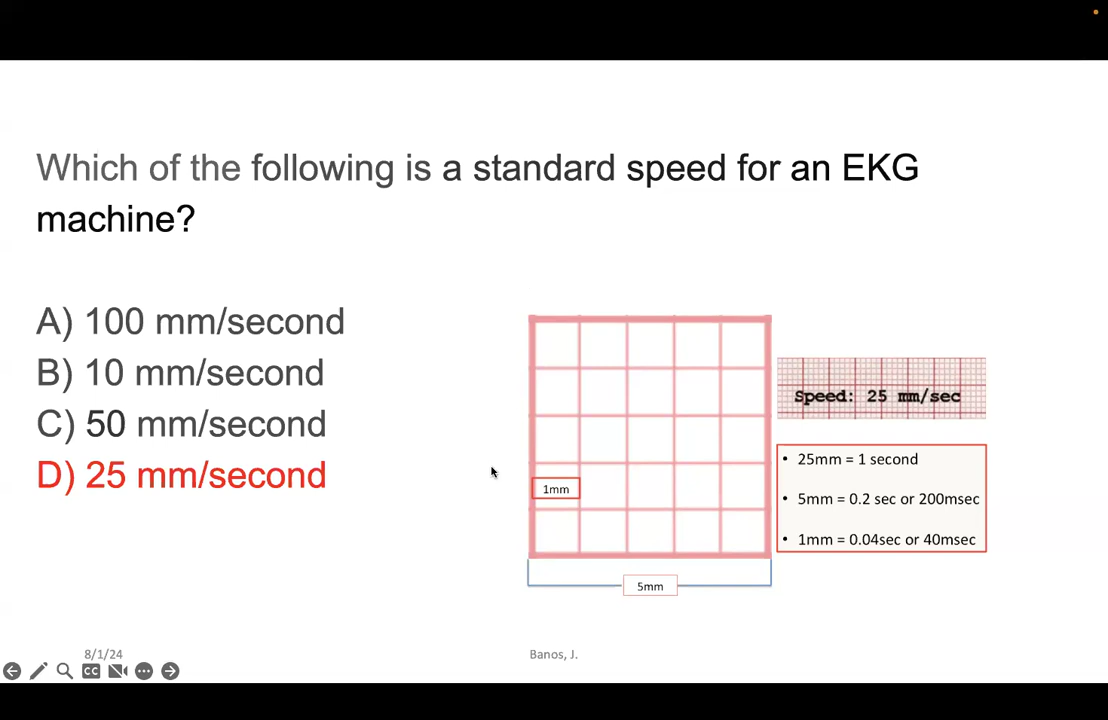 Which of the following is a standard speed for an EKG
machine?
A) 100 mm/second
B) 10 mm/second
C) 50 mm/second
D) 25 mm/second
1mm
5mm
Speed: 25 mm/sec
• 25mm = 1 second
• 5mm = 0.2 sec or 200msec
• 1mm = 0.04sec or 40msec
8/1/24
Banos, J.
CC